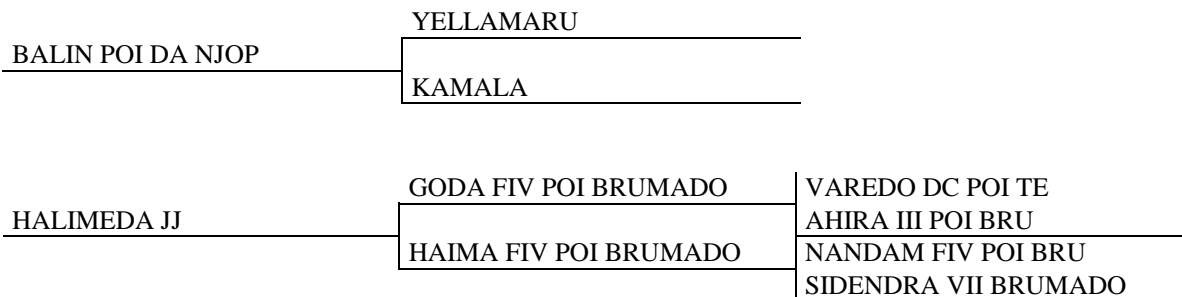 YELLAMARU
BALIN POI DA NJOP
KAMALA
GODA FIV POI BRUMADO
VAREDO DC POI TE
HALIMEDA JJ
AHIRA III POI BRU
HAIMA FIV POI BRUMADO
NANDAM FIV POI BRU
SIDENDRA VII BRUMADO